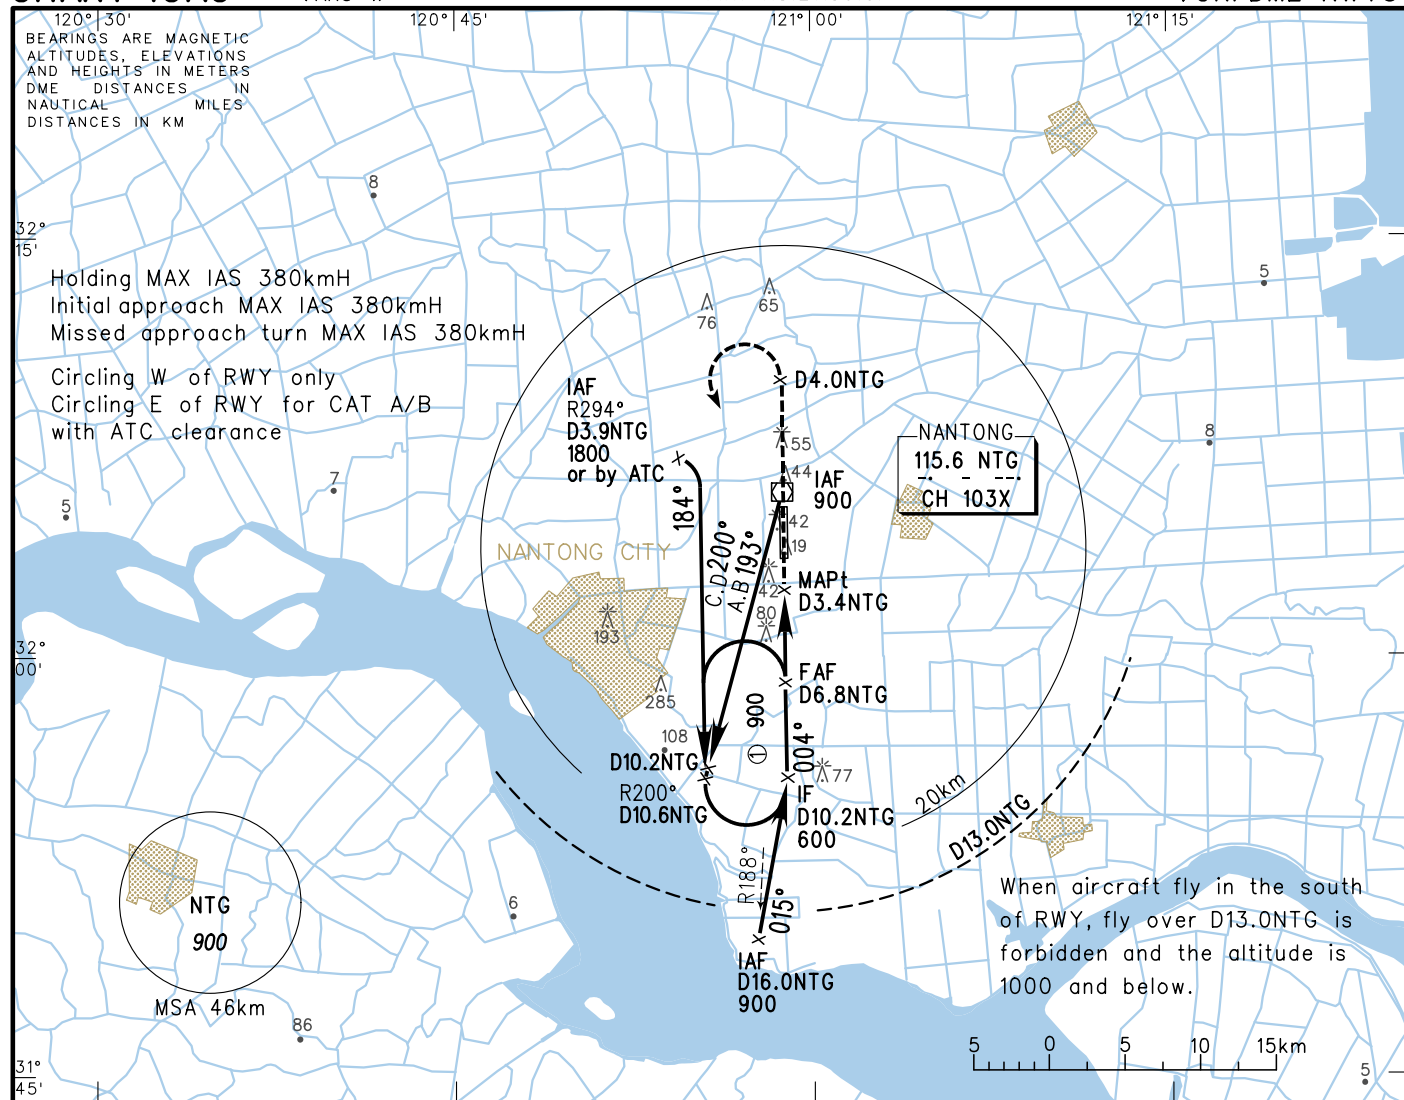 120° 30'
120° 45'
121° 00'
121° 15'
BEARINGS ARE MAGNETIC
ALTITUDES, ELEVATIONS
AND HEIGHTS IN METERS
DME DISTANCES IN
NAUTICAL MILES
DISTANCES IN KM
8
32°
15'
5
Holding MAX IAS 380kmH
Initial approach MAX IAS 380kmH
Missed approach turn MAX IAS 380kmH
65
76
Circling W of RWY only
Circling E of RWY for CAT A/B
with ATC clearance
IAF
R294°
D3.9NTG
1800
or by ATC
D4.0NTG
55
8
NANTONG
115.6 NTG
CH 103X
7
5
44
IAF
900
184°
C.D200°
A.B193°
42
19
NANTONG CITY
42
MAPt
D3.4NTG
80
193
32°
00'
285
FAF
D6.8NTG
900
1
004°
108
D10.2NTG
R200°
D10.6NTG
77
IF
D10.2NTG
600
20km
D13.0NTG
R188°
015°
When aircraft fly in the south
of RWY, fly over D13.0NTG is
forbidden and the altitude is
1000 and below.
NTG
900
6
IAF
D16.0NTG
900
MSA 46km
86
5 0 5 10 15km
31°
45'
5